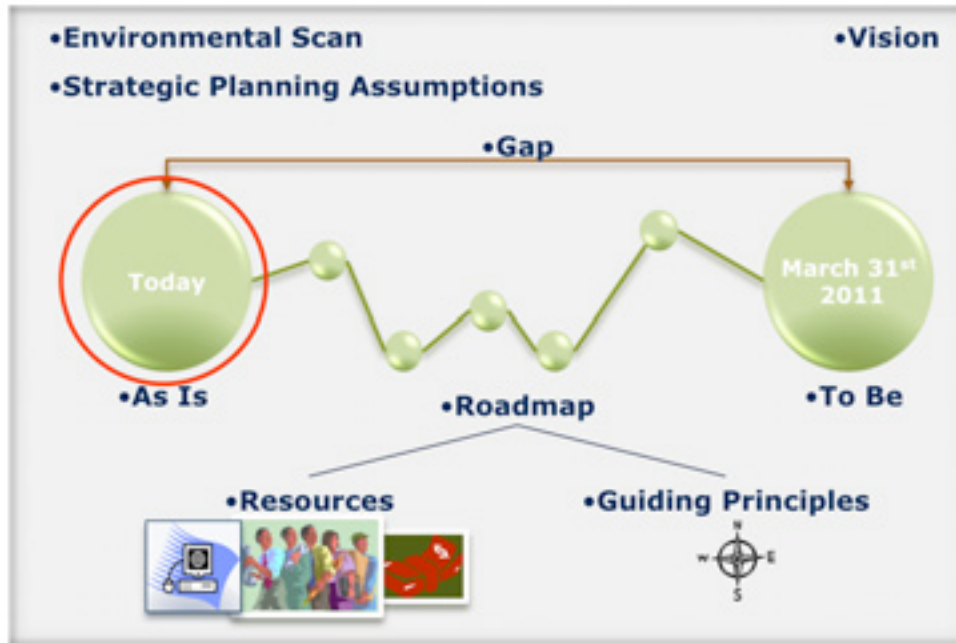 •Environmental Scan
•Vision
•Strategic Planning Assumptions
•Gap
Today
March 31st
2011
•As Is
•Roadmap
•To Be
•Resources
•Guiding Principles
N
W E
S